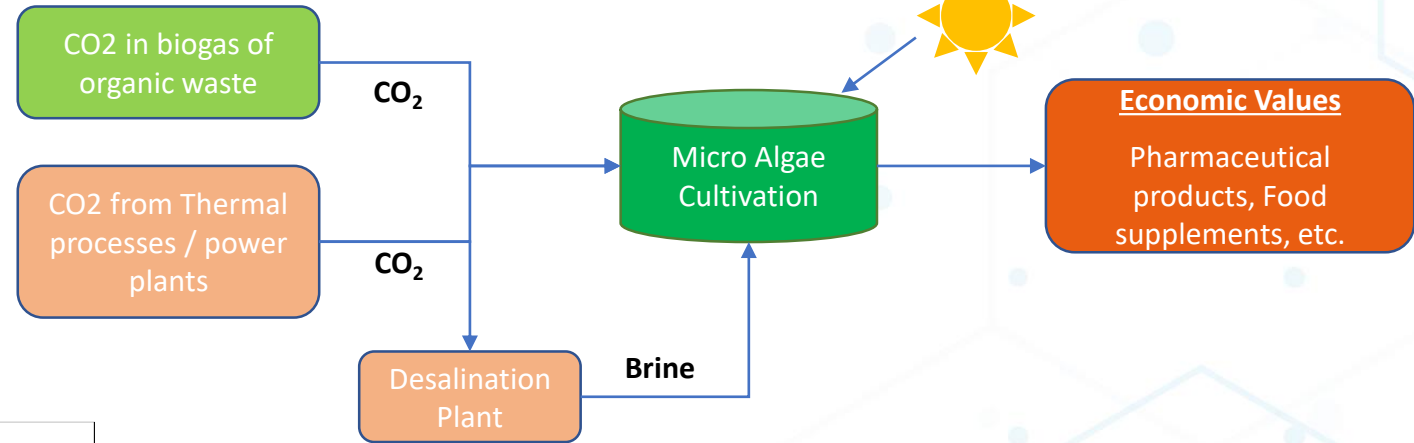 CO2 in biogas of
organic waste
CO₂
CO2 from Thermal
processes / power
plants
CO₂
Desalination
Plant
Brine
Micro Algae
Cultivation
Economic Values
Pharmaceutical
products, Food
supplements, etc.